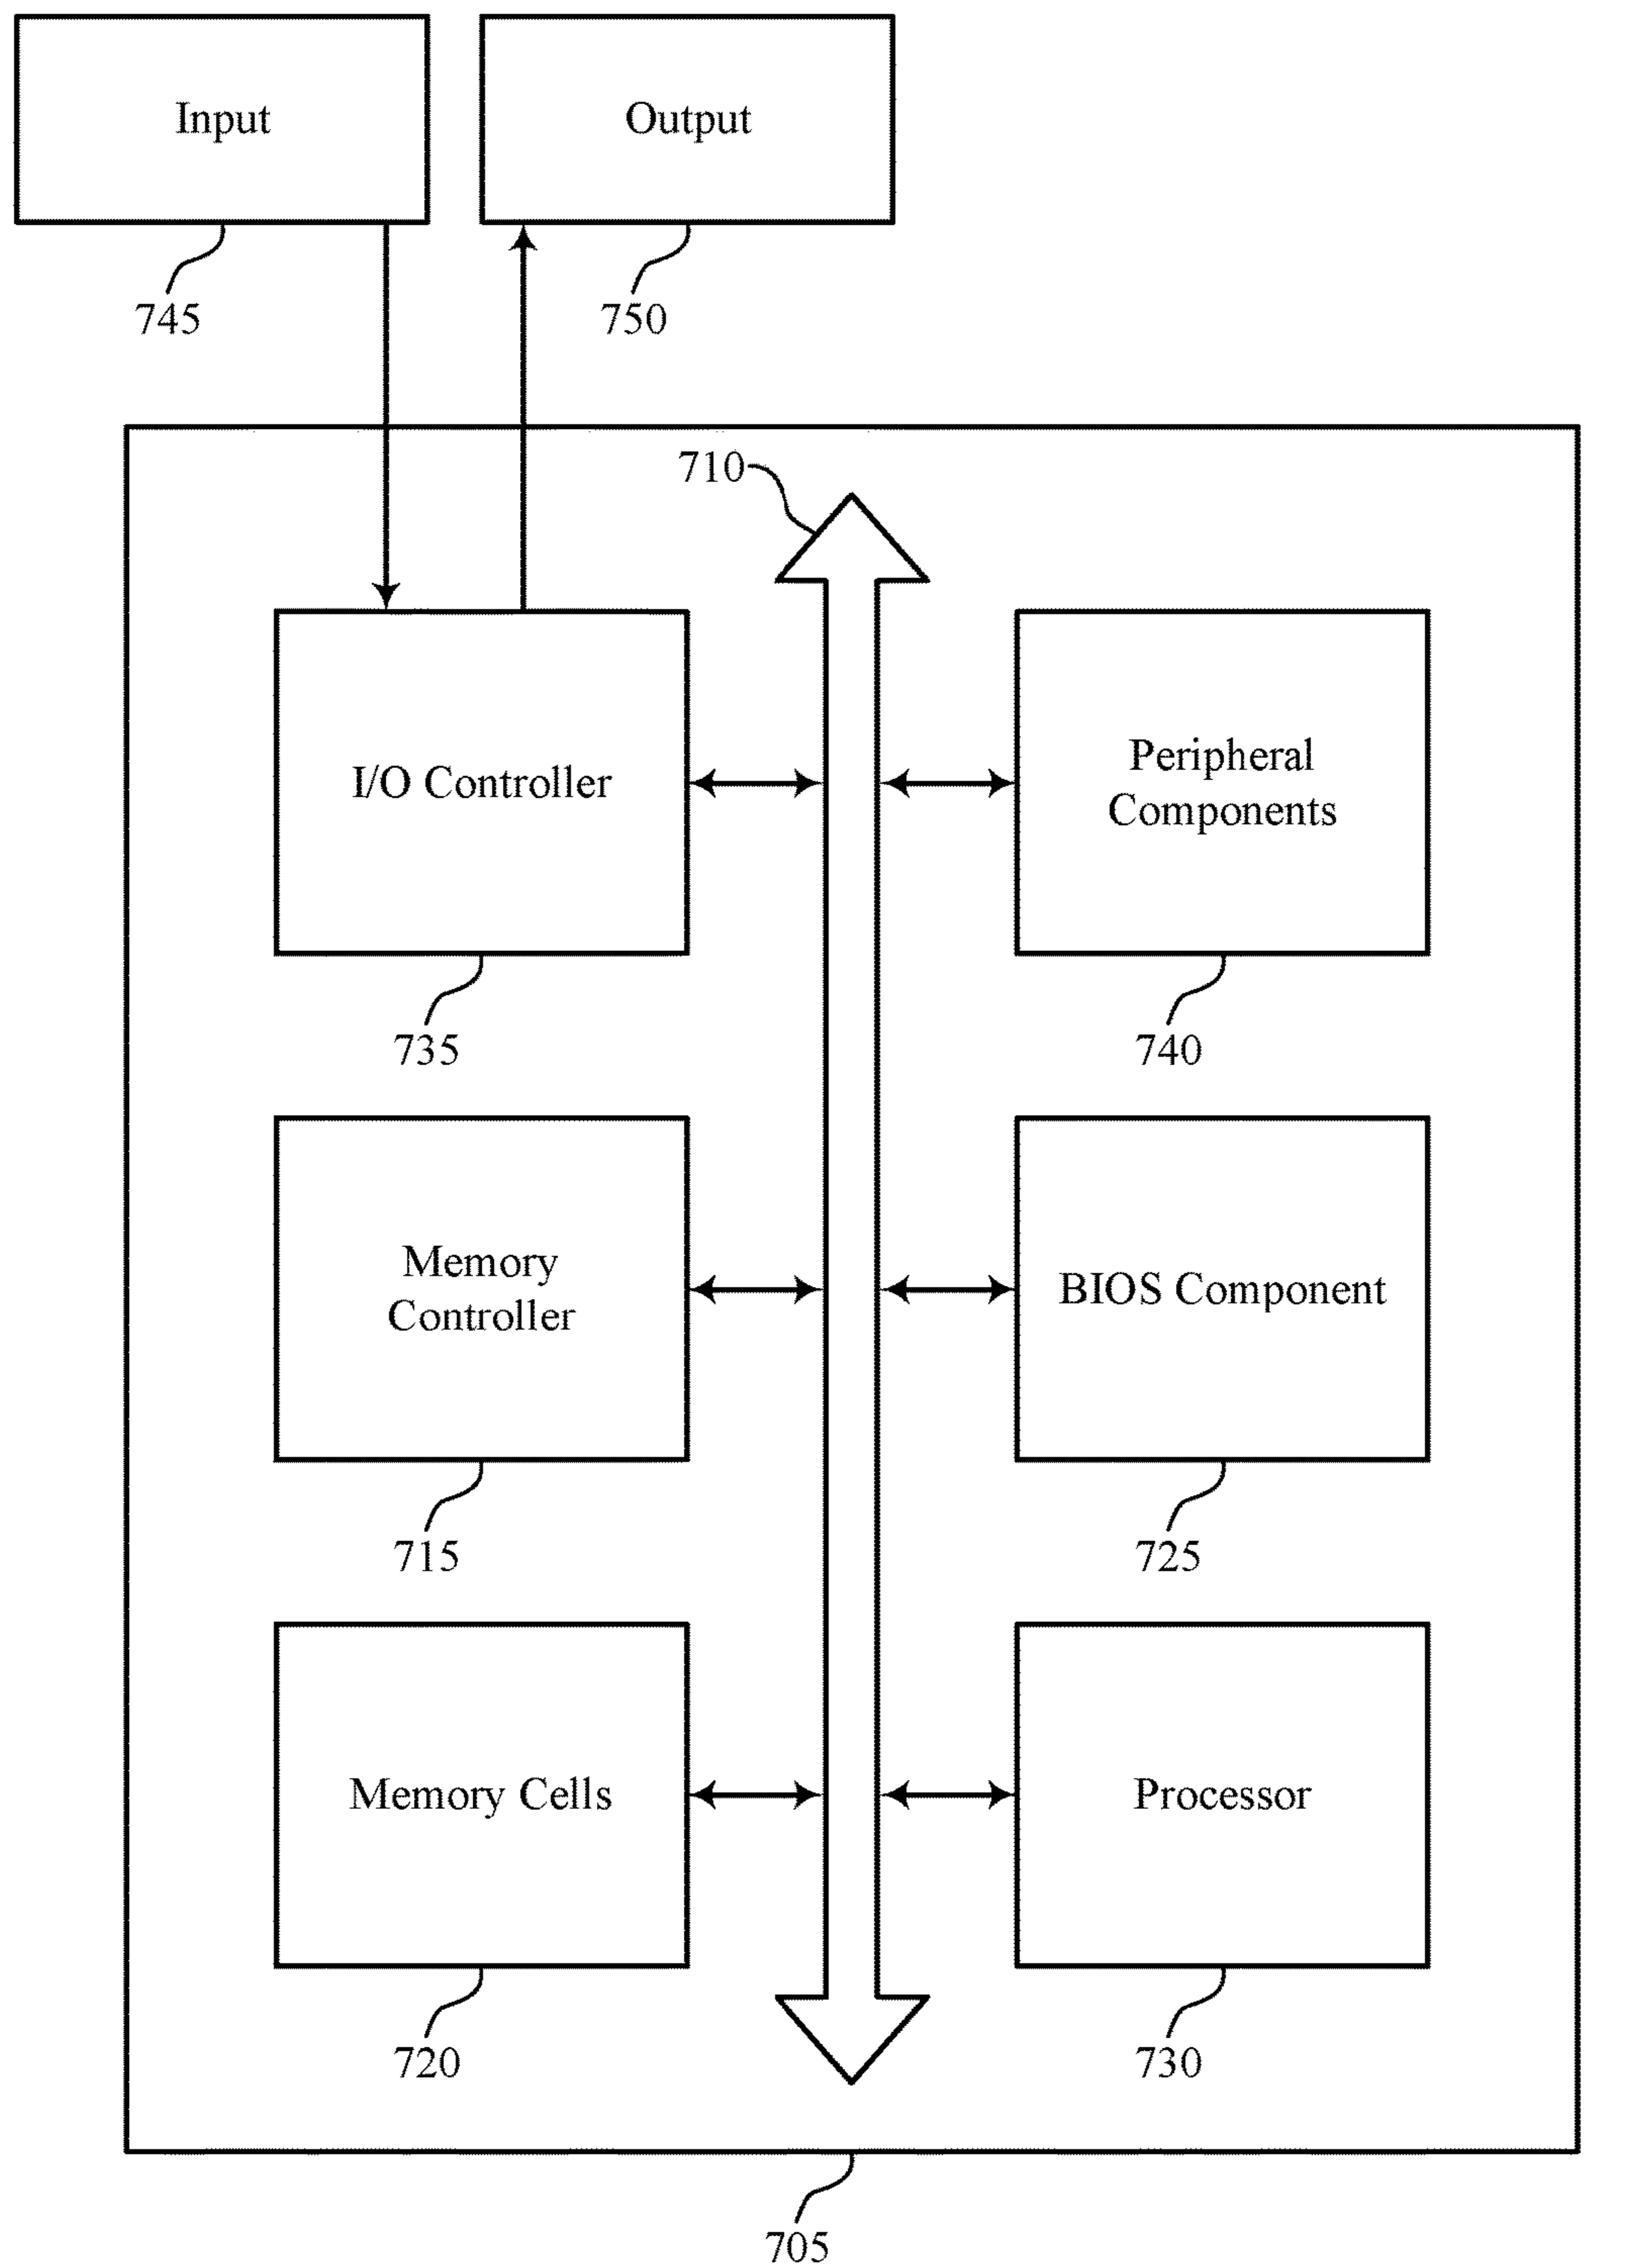 Input
Output
745
750
710
I/O Controller
Peripheral
Components
735
740
Memory
Controller
BIOS Component
715
725
Memory Cells
Processor
720
730
705